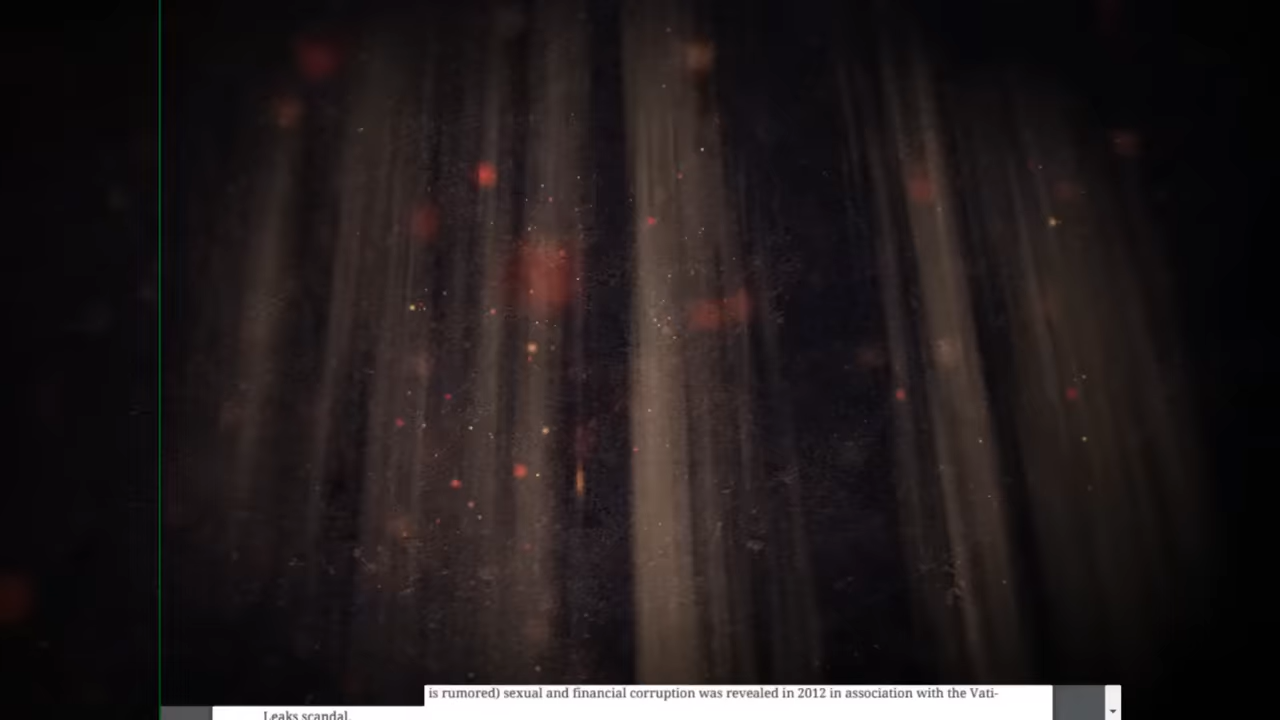 is rumored) sexual and financial corruption was revealed in 2012 in association with the Vati-
Leaks scandal.